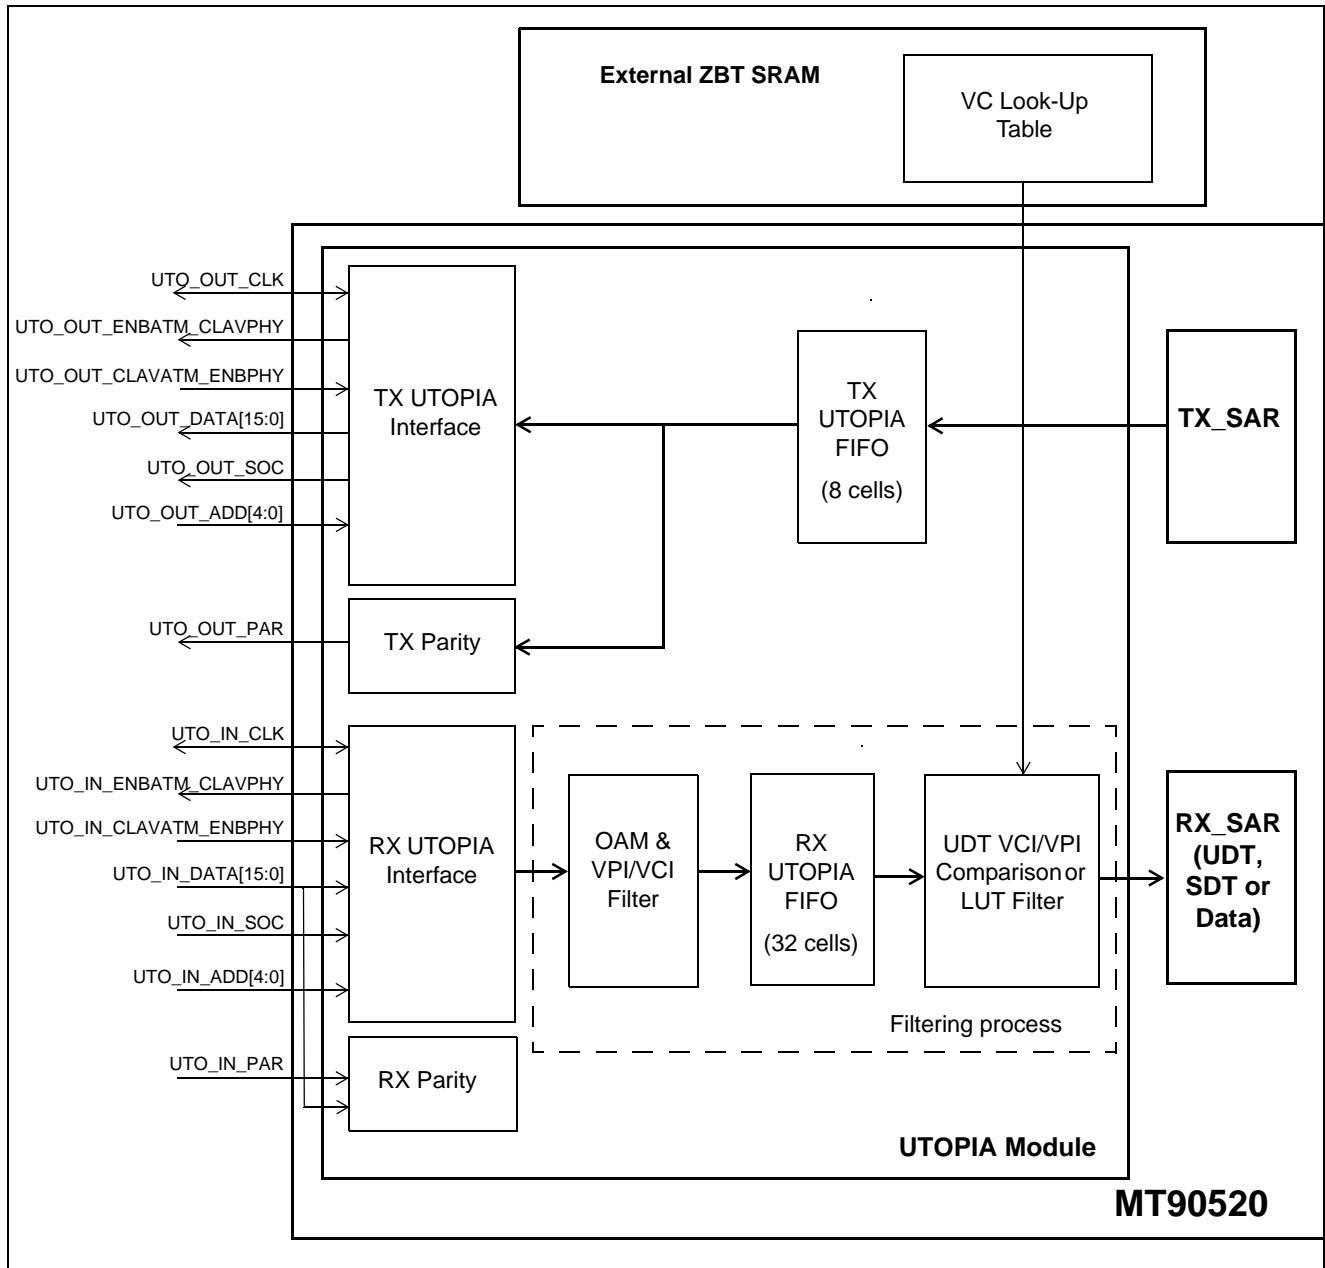 External ZBT SRAM
VC Look-Up
Table
UTO_OUT_CLK
UTO_OUT_ENBATM_CLAVPHY
UTO_OUT_CLAVATM_ENBPHY
UTO_OUT_DATA[15:0]
UTO_OUT_SOC
UTO_OUT_ADD[4:0]
TX UTOPIA
Interface
TX
UTOPIA
FIFO
(8 cells)
TX_SAR
UTO_OUT_PAR
TX Parity
UTO_IN_CLK
UTO_IN_ENBATM_CLAVPHY
UTO_IN_CLAVATM_ENBPHY
UTO_IN_DATA[15:0]
UTO_IN_SOC
UTO_IN_ADD[4:0]
RX UTOPIA
Interface
OAM &
VPI/VCI
Filter
RX
UTOPIA
FIFO
(32 cells)
UDT VCI/VPI
Comparison or
LUT Filter
RX_SAR
(UDT,
SDT or
Data)
Filtering process
UTO_IN_PAR
RX Parity
UTOPIA Module
MT90520